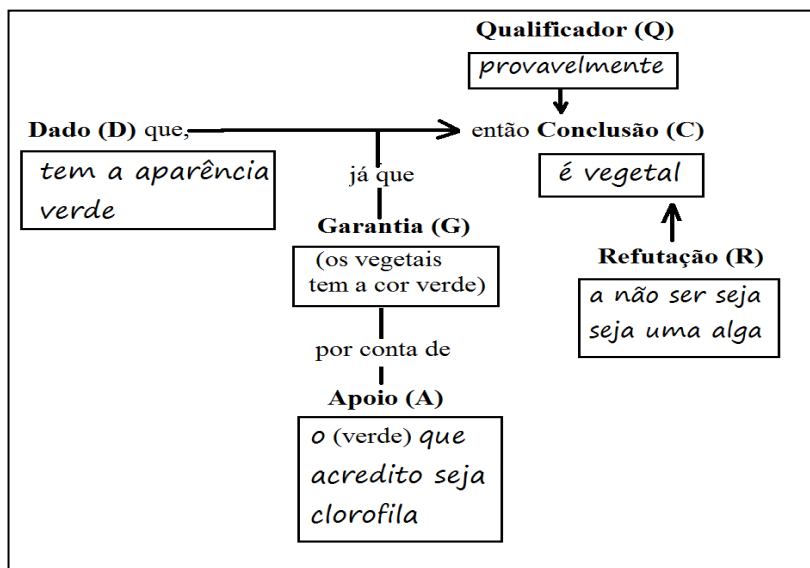 Qualificador (Q)
provavelmente
Dado (D) que,
então Conclusão (C)
tem a aparência
verde
já que
é vegetal
Garantia (G)
(os vegetais
tem a cor verde)
Refutação (R)
a não ser seja
seja uma alga
por conta de
Apoio (A)
o (verde) que
acredito seja
clorofila